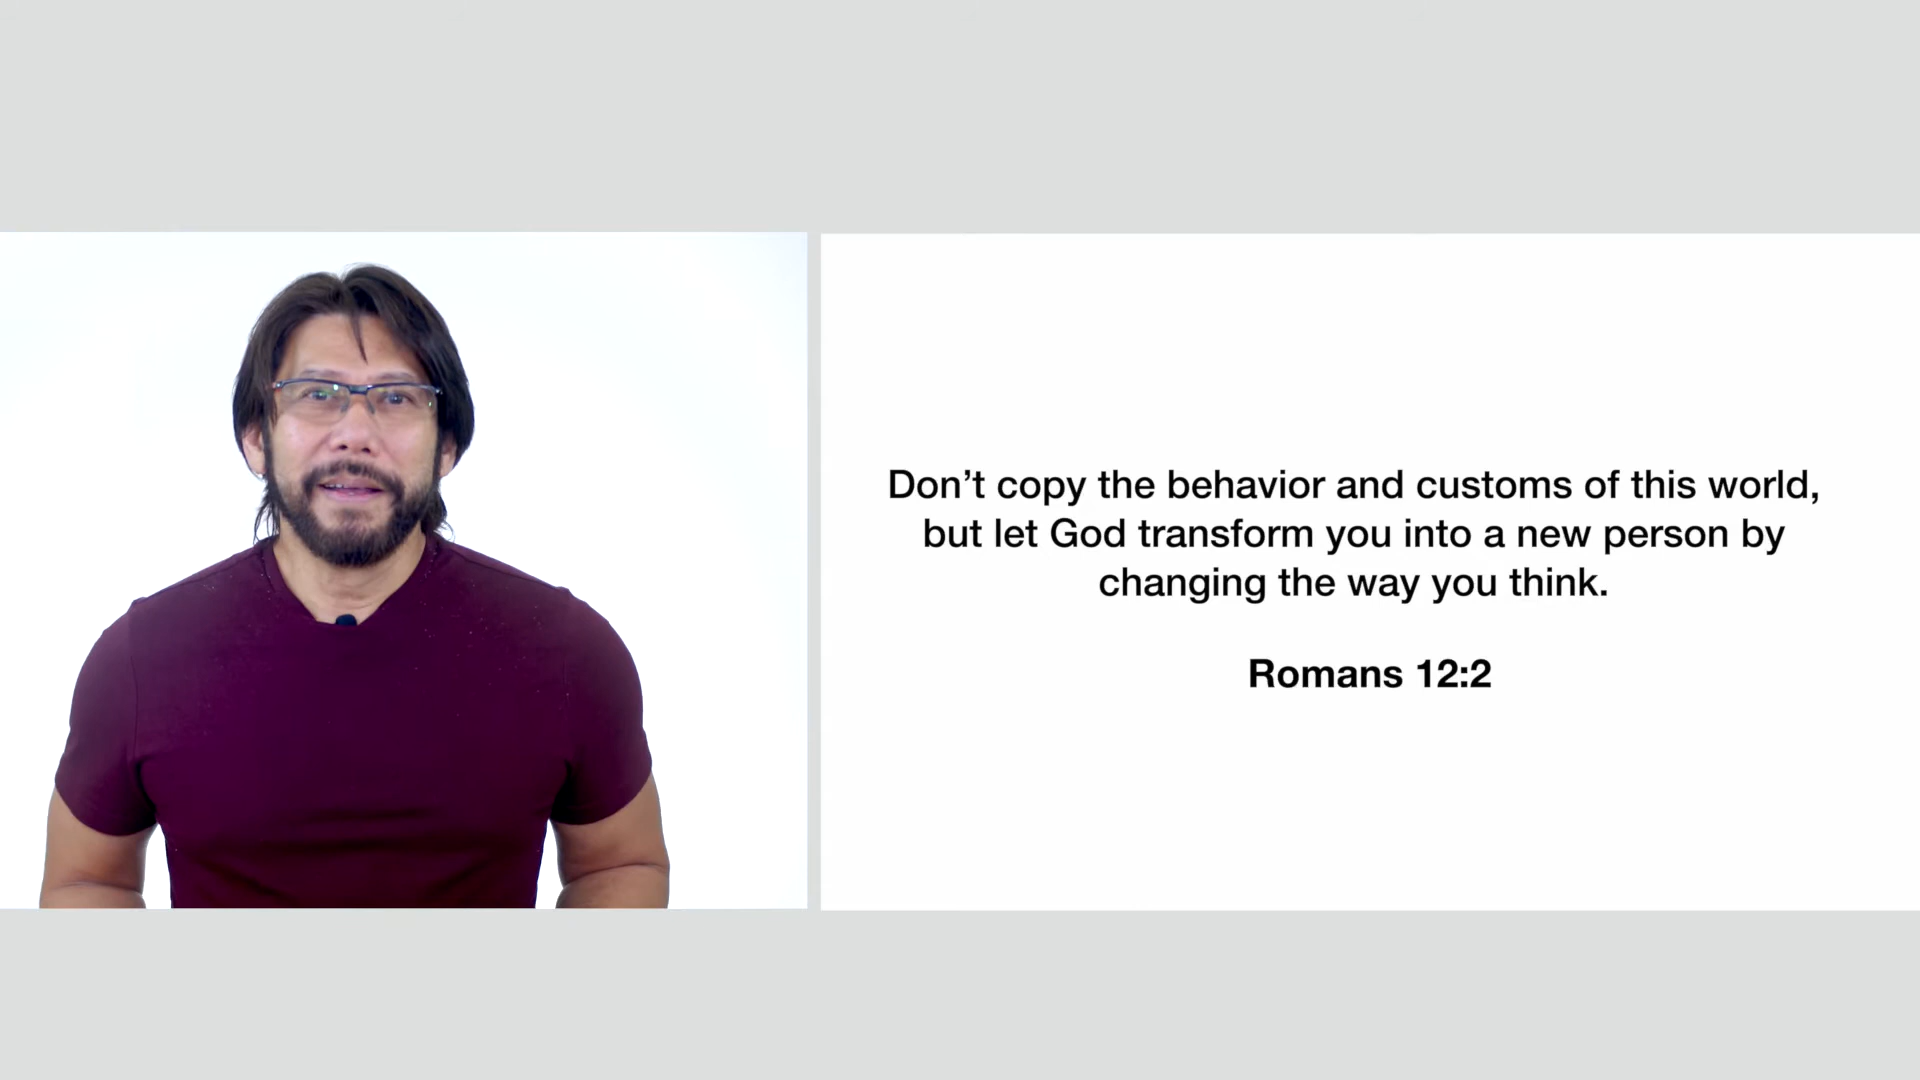 Don’t copy the behavior and customs of this world,
but let God transform you into a new person by
changing the way you think.
Romans 12:2